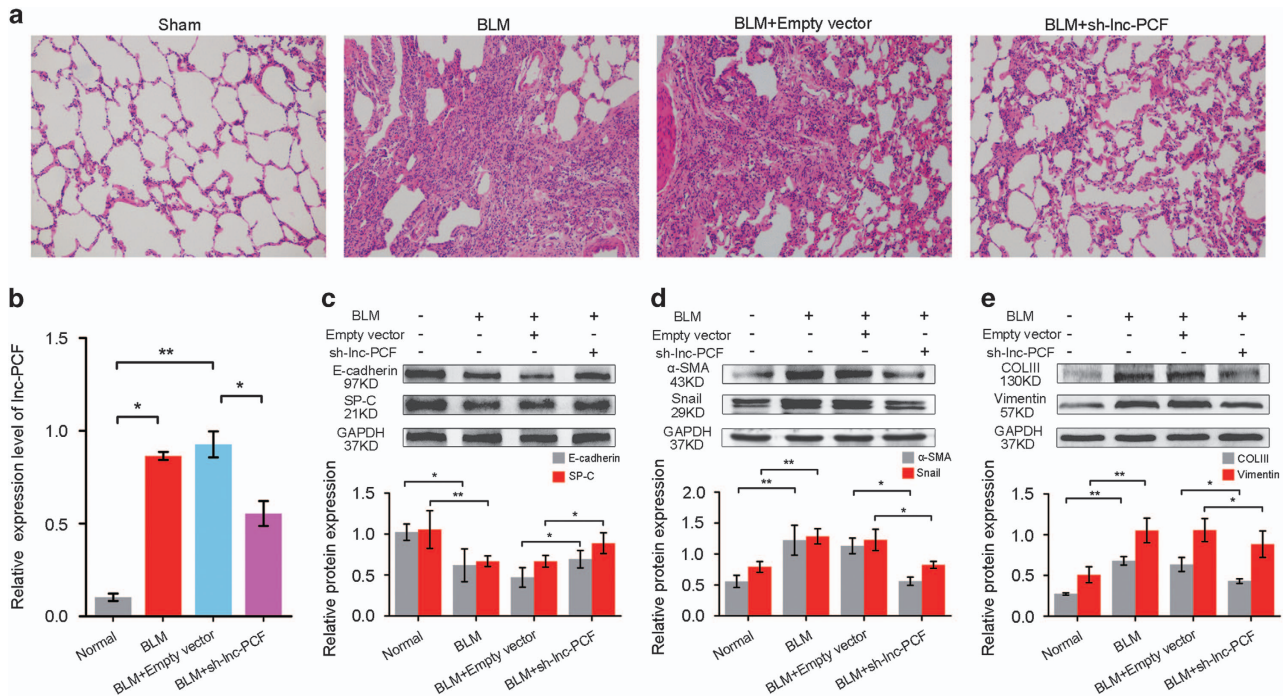 a
Sham
BLM
BLM+Empty vector
BLM+sh-lnc-PCF
b
Relative expression level of lnc-PCF
1.5
1.0
0.5
0.0
**
*
*
Normal
BLM
BLM+Empty vector
BLM+sh-lnc-PCF
c
BLM - + + +
Empty vector - - + -
sh-lnc-PCF - - - +
E-cadherin
97KD
SP-C
21KD
GAPDH
37KD
E-cadherin
SP-C
Relative protein expression
1.5
1.0
0.5
0.0
*
**
*
*
Normal
BLM
BLM+Empty vector
BLM+sh-lnc-PCF
d
BLM - + + +
Empty vector - - + -
sh-lnc-PCF - - - +
α-SMA
43KD
Snail
29KD
GAPDH
37KD
α-SMA
Snail
Relative protein expression
2.0
1.5
1.0
0.5
0.0
**
**
*
*
Normal
BLM
BLM+Empty vector
BLM+sh-lnc-PCF
e
BLM - + + +
Empty vector - - + -
sh-lnc-PCF - - - +
COLIII
130KD
Vimentin
57KD
GAPDH
37KD
COLIII
Vimentin
Relative protein expression
1.5
1.0
0.5
0.0
**
**
*
*
Normal
BLM
BLM+Empty vector
BLM+sh-lnc-PCF